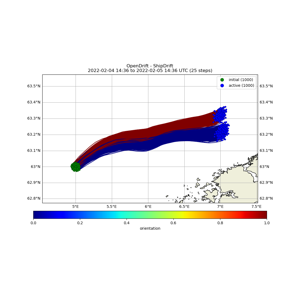 OpenDrift - ShipDrift
2022-02-04 14:36 to 2022-02-05 14:36 UTC (25 steps)
initial (1000)
active (1000)
63.5°N 63.5°N
63.4°N 63.4°N
63.3°N 63.3°N
63.2°N 63.2°N
63.1°N 63.1°N
63°N 63°N
62.9°N 62.9°N
62.8°N 62.8°N
5°E 5.5°E 6°E 6.5°E 7°E 7.5°E
0.0 0.2 0.4 0.6 0.8 1.0
orientation